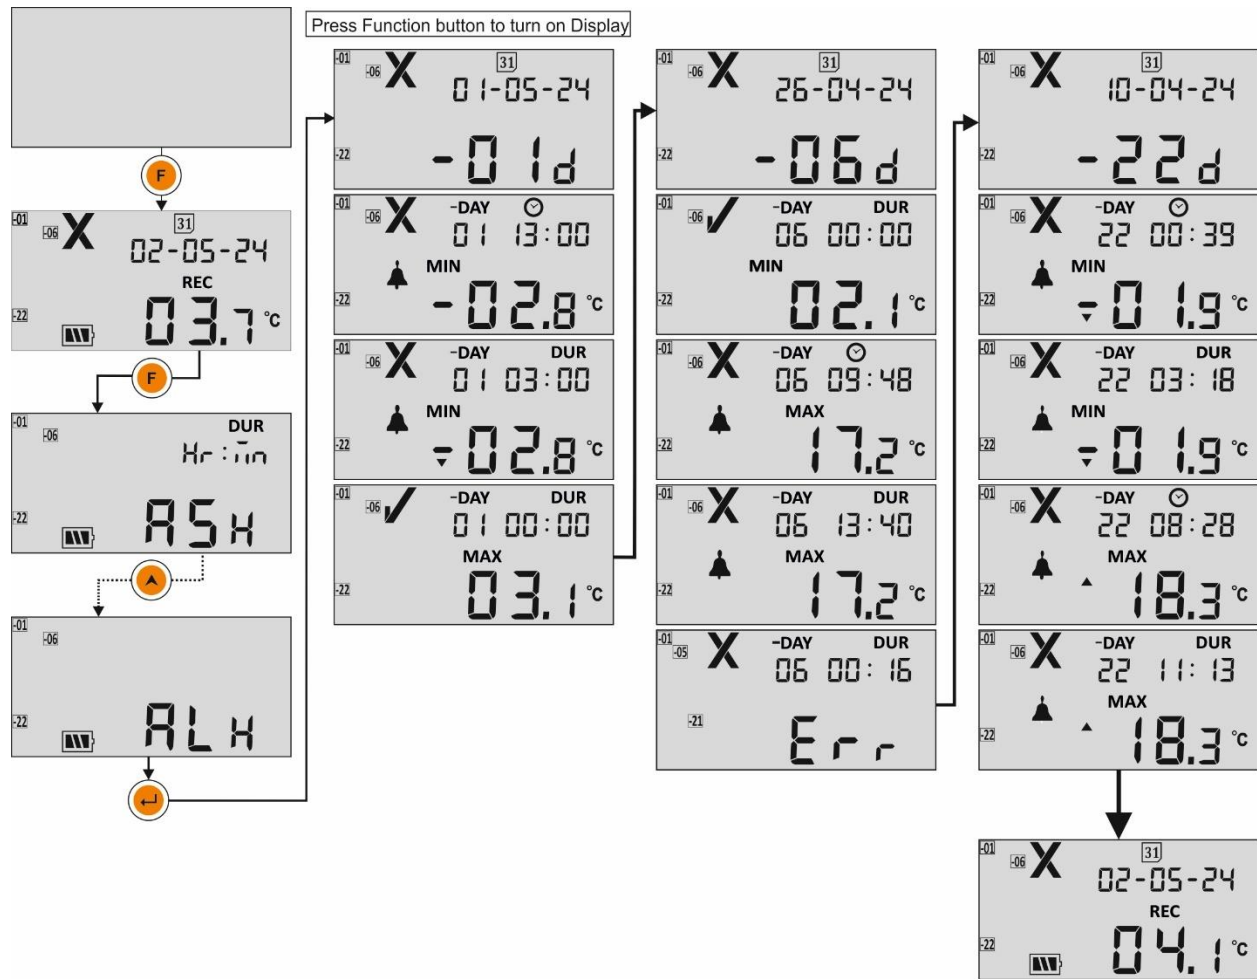 Press Function button to turn on Display
F
-01
-06
X
31
02-05-24
REC
-22
03.7 °C
F
-01
-06
DUR
Hr:mn
-22
ASH
-01
-06
-22
ALH
-01
-06
X
31
01-05-24
-22
-01d
-01
-06
X
-DAY
01 13:00
MIN
-22
-02.8 °C
-01
-06
X
-DAY DUR
01 03:00
MIN
-22
-02.8 °C
-01
-06
-DAY DUR
01 00:00
MAX
-22
03.1 °C
-01
-06
X
31
26-04-24
-22
-06d
-01
-06
-DAY DUR
06 00:00
MIN
-22
02.1 °C
-01
-06
X
-DAY
06 09:48
MAX
-22
17.2 °C
-01
-06
X
-DAY DUR
06 13:40
MAX
-22
17.2 °C
-01
-05
X
-DAY DUR
06 00:16
-21
Err
-01
-06
X
31
10-04-24
-22
-22d
-01
-06
X
-DAY
22 00:39
MIN
-22
-01.9 °C
-01
-06
X
-DAY DUR
22 03:18
MIN
-22
-01.9 °C
-01
-06
X
-DAY
22 08:28
MAX
-22
18.3 °C
-01
-06
X
-DAY DUR
22 11:13
MAX
-22
18.3 °C
-01
-06
X
31
02-05-24
REC
-22
04.1 °C